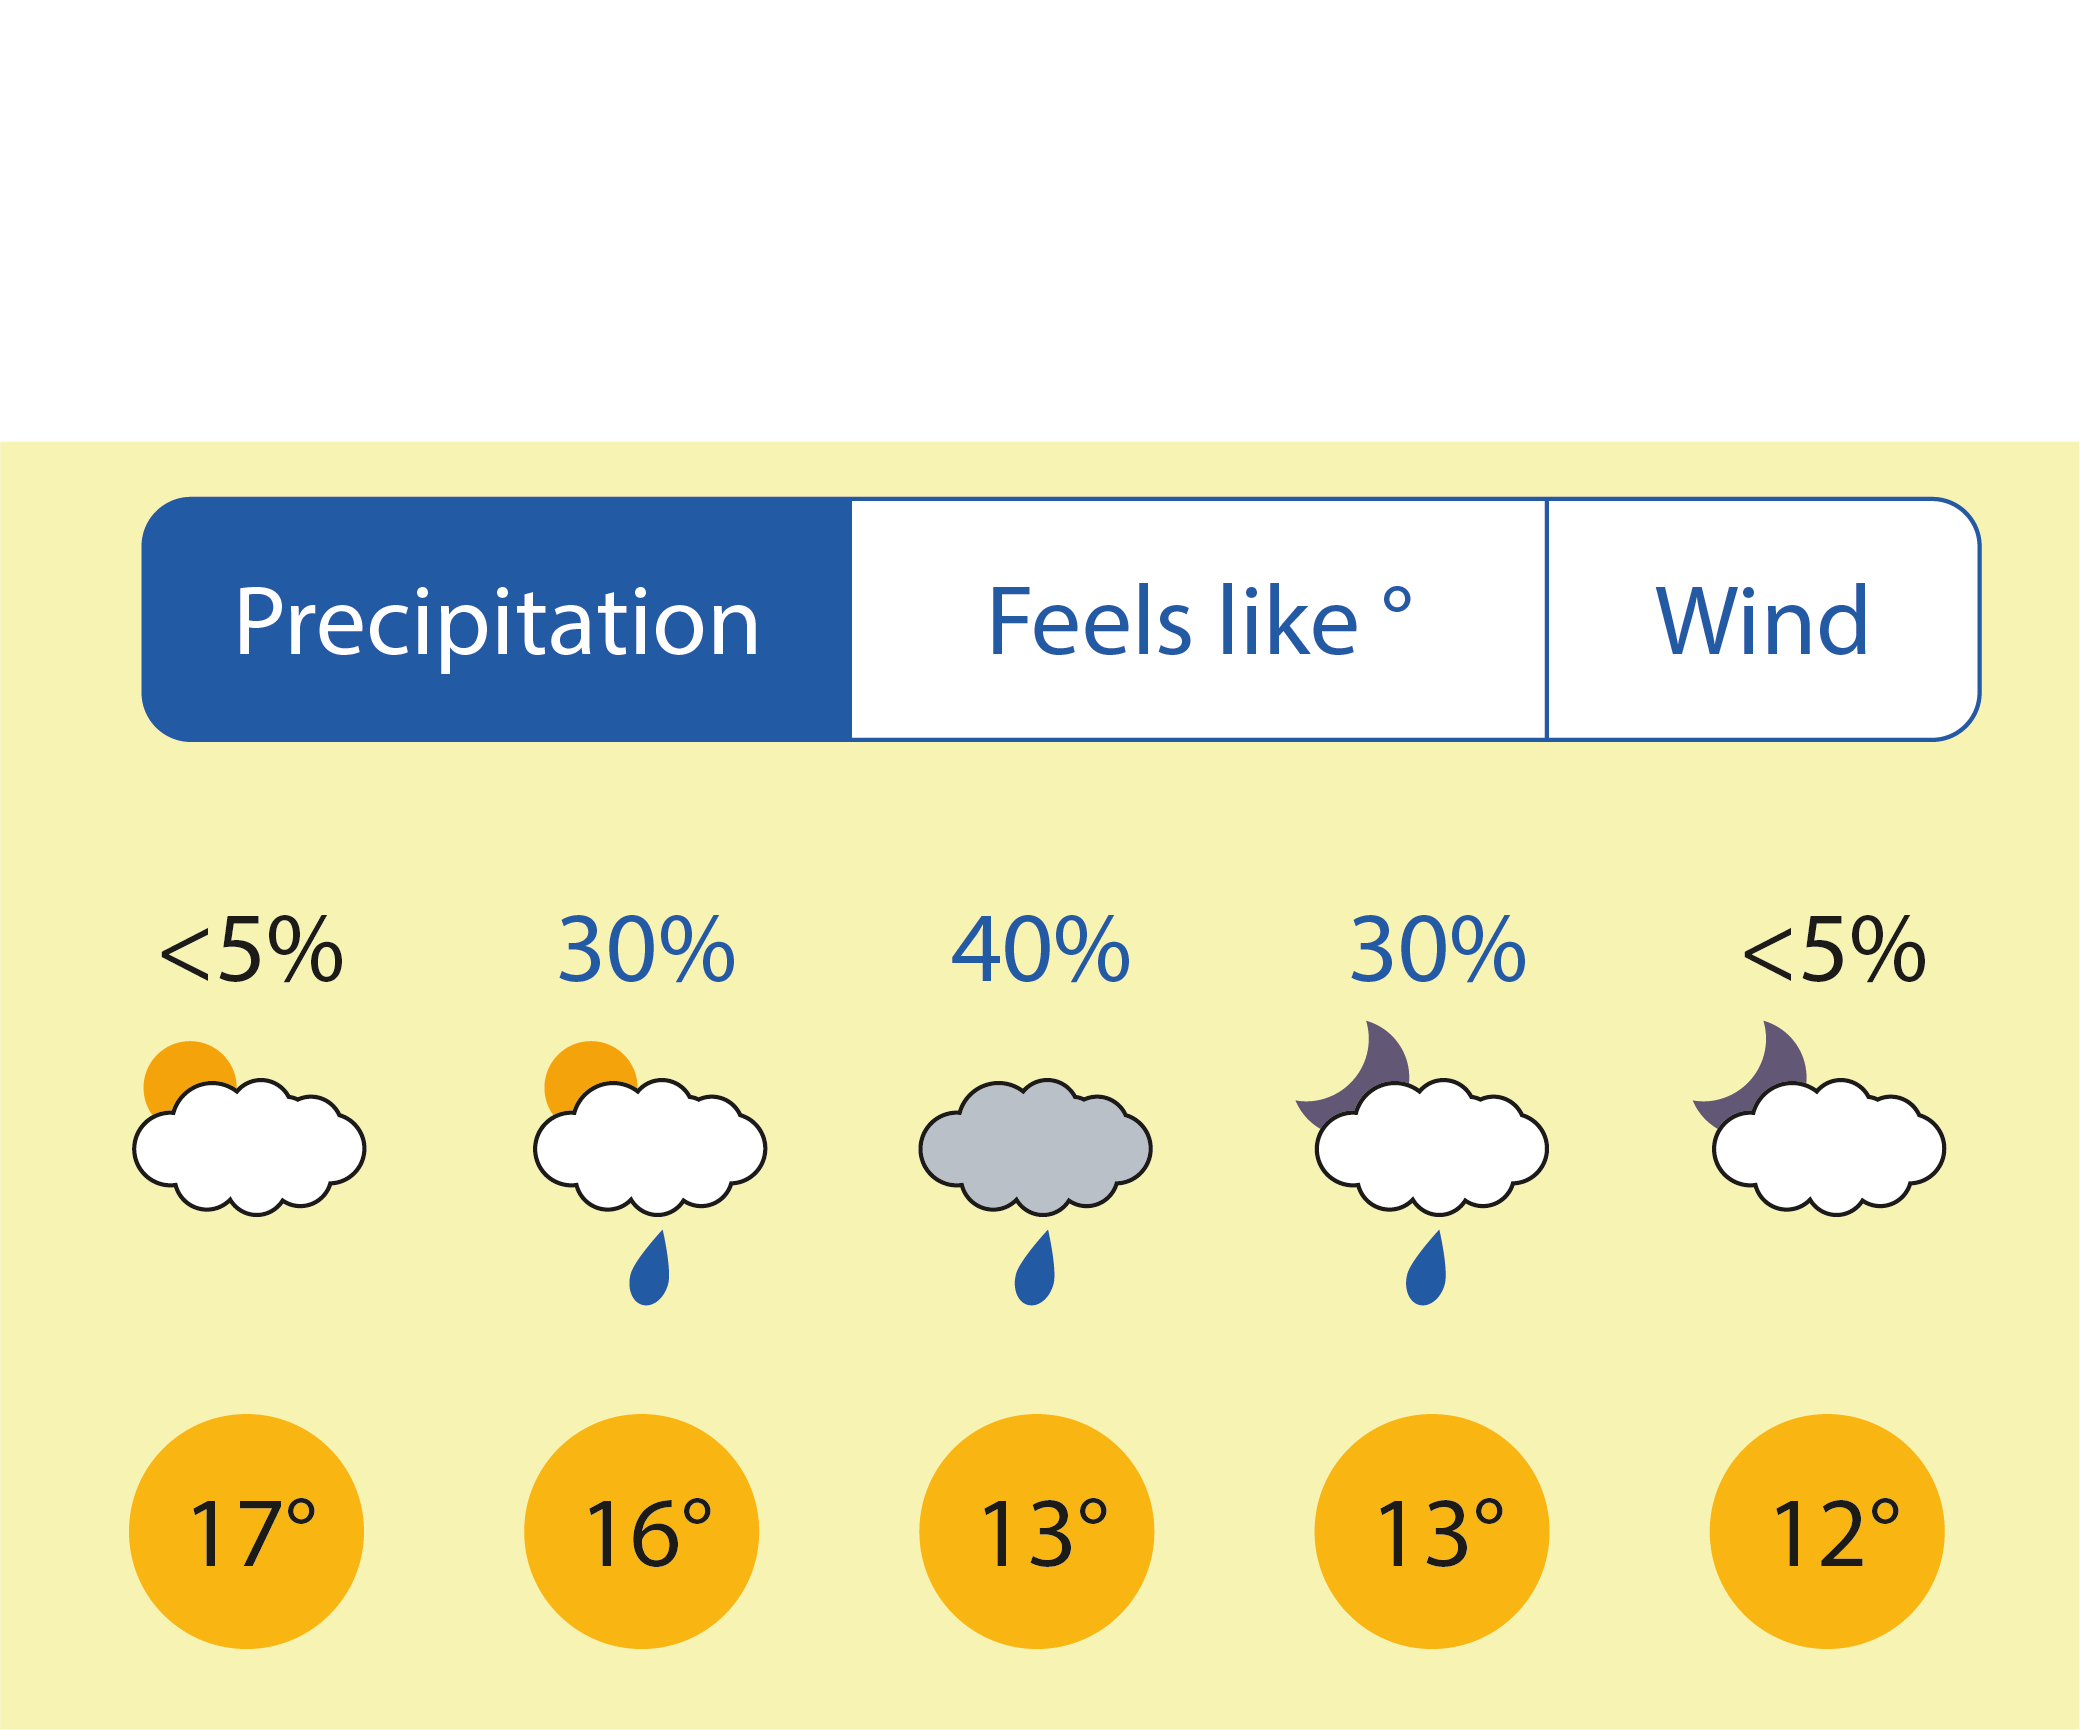 Precipitation Feels like ° Wind
<5% 30% 40% 30% <5%
17° 16° 13° 13° 12°